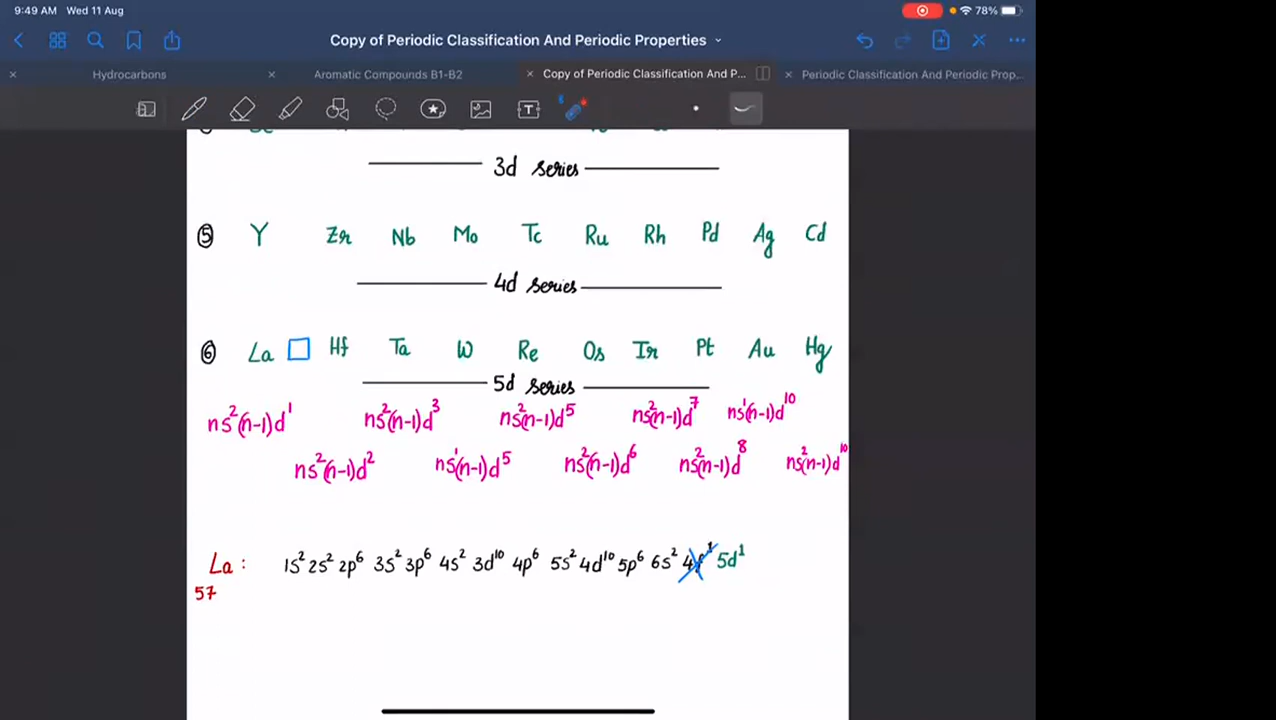 9:49 AM Wed 11 Aug 78%
Copy of Periodic Classification And Periodic Properties
Hydrocarbons Aromatic Compounds B1-B2 Copy of Periodic Classification And P... Periodic Classification And Periodic Prop...
3d series
⑤ Y Zr Nb Mo Tc Ru Rh Pd Ag Cd
4d series
⑥ La Hf Ta W Re Os Ir Pt Au Hg
5d series
ns²(n-1)d¹ ns²(n-1)d³ ns²(n-1)d⁵ ns²(n-1)d⁷ ns¹(n-1)d¹⁰
ns²(n-1)d² ns¹(n-1)d⁵ ns²(n-1)d⁶ ns²(n-1)d⁸ ns²(n-1)d¹⁰
La: 1s² 2s² 2p⁶ 3s² 3p⁶ 4s² 3d¹⁰ 4p⁶ 5s² 4d¹⁰ 5p⁶ 6s² 4f¹ 5d¹
57